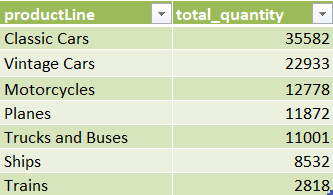 productLine total_quantity
Classic Cars 35582
Vintage Cars 22933
Motorcycles 12778
Planes 11872
Trucks and Buses 11001
Ships 8532
Trains 2818